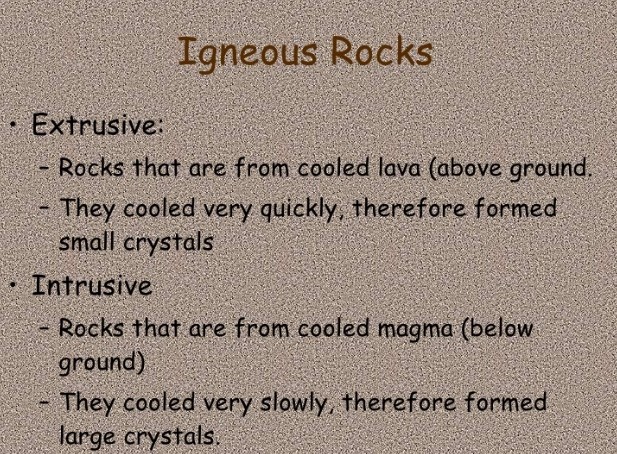 Igneous Rocks
• Extrusive:
– Rocks that are from cooled lava (above ground.
– They cooled very quickly, therefore formed
small crystals
• Intrusive
– Rocks that are from cooled magma (below
ground)
– They cooled very slowly, therefore formed
large crystals.